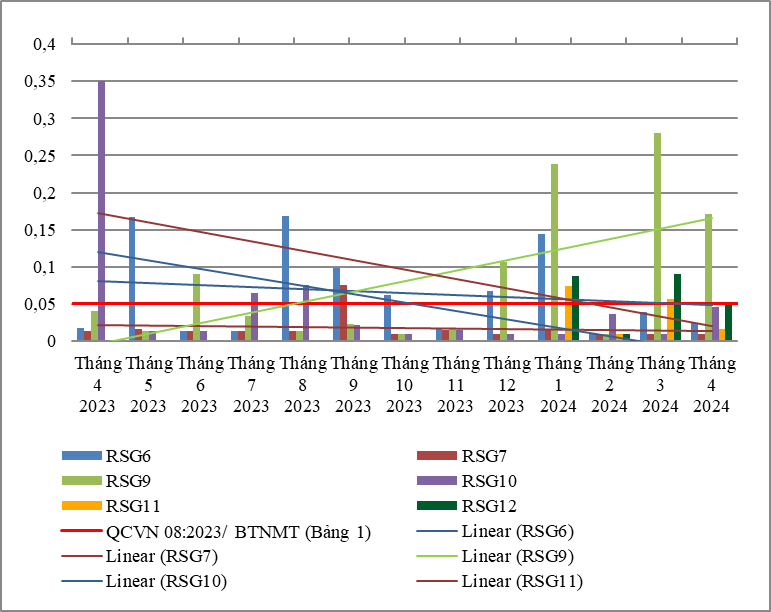 0,4
0,35
0,3
0,25
0,2
0,15
0,1
0,05
0
Tháng Tháng Tháng Tháng Tháng Tháng Tháng Tháng Tháng Tháng Tháng Tháng Tháng
4 5 6 7 8 9 10 11 12 1 2 3 4
2023 2023 2023 2023 2023 2023 2023 2023 2023 2024 2024 2024 2024
RSG6 RSG7
RSG9 RSG10
RSG11 RSG12
QCVN 08:2023/ BTNMT (Bảng 1) Linear (RSG6)
Linear (RSG7) Linear (RSG9)
Linear (RSG10) Linear (RSG11)